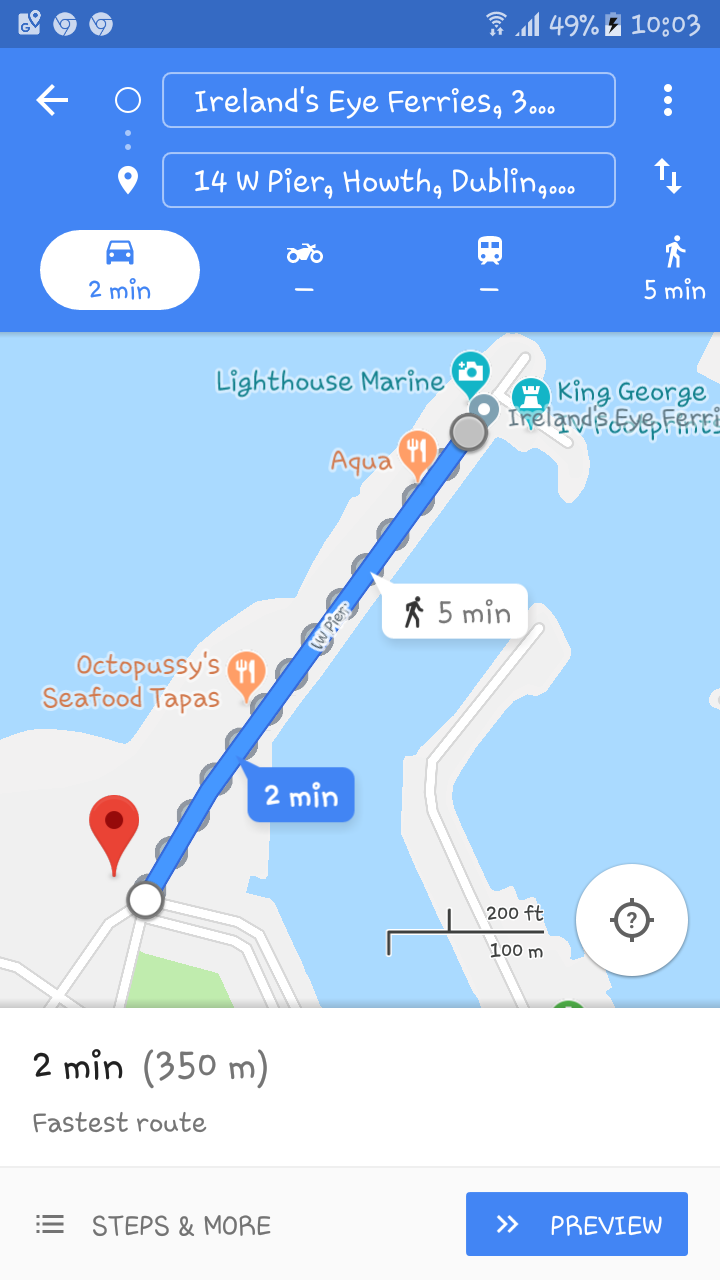 49% 10:03
Ireland's Eye Ferries, 3...
14 W Pier, Howth, Dublin,...
2 min
–
–
5 min
Lighthouse Marine
King George
IV Footprints
Ireland's Eye Ferri
Aqua
5 min
W Pier
Octopussy's
Seafood Tapas
2 min
200 ft
100 m
?
2 min (350 m)
Fastest route
STEPS & MORE
PREVIEW